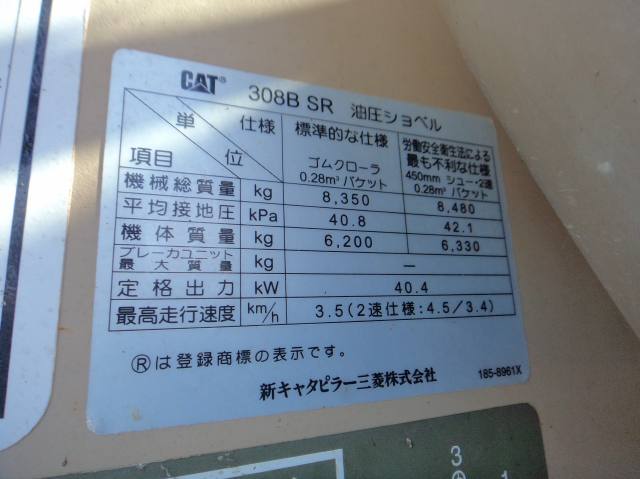 CAT® 308B SR 油圧ショベル
単位 仕様 標準的な仕様 労働安全衛生法による
最も不利な仕様
項目 ゴムクローラ 450mm シュー・2連
0.28m³ バケット 0.28m³ バケット
機械総質量 kg 8,350 8,480
平均接地圧 kPa 40.8 42.1
機体質量 kg 6,200 6,330
ブレーカユニット
最大質量 kg —
定格出力 kW 40.4
最高走行速度 km/h 3.5(2速仕様:4.5/3.4)
®は登録商標の表示です。
新キャタピラー三菱株式会社 185-8961X
3
1